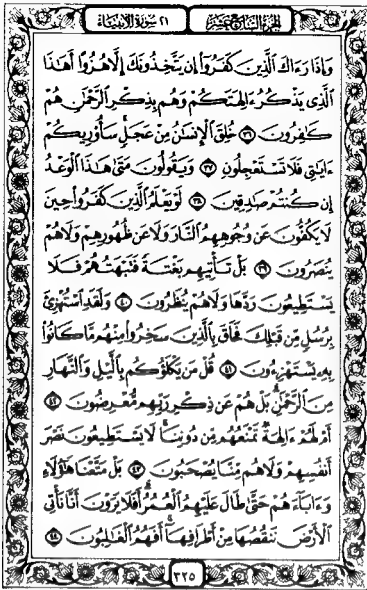 الجزء السابع عشر ٢١ سورة الأنبياء
وَإِذَا رَءَاكَ ٱلَّذِينَ كَفَرُوٓا۟ إِن يَتَّخِذُونَكَ إِلَّا هُزُوًا أَهَـٰذَا
ٱلَّذِى يَذْكُرُ ءَالِهَتَكُمْ وَهُم بِذِكْرِ ٱلرَّحْمَـٰنِ هُمْ
كَـٰفِرُونَ ٣٦ خُلِقَ ٱلْإِنسَـٰنُ مِنْ عَجَلٍ سَأُو۟رِيكُمْ
ءَايَـٰتِى فَلَا تَسْتَعْجِلُونِ ٣٧ وَيَقُولُونَ مَتَىٰ هَـٰذَا ٱلْوَعْدُ
إِن كُنتُمْ صَـٰدِقِينَ ٣٨ لَوْ يَعْلَمُ ٱلَّذِينَ كَفَرُوا۟ حِينَ
لَا يَكُفُّونَ عَن وُجُوهِهِمُ ٱلنَّارَ وَلَا عَن ظُهُورِهِمْ وَلَا هُمْ
يُنصَرُونَ ٣٩ بَلْ تَأْتِيهِم بَغْتَةً فَتَبْهَتُهُمْ فَلَا
يَسْتَطِيعُونَ رَدَّهَا وَلَا هُمْ يُنظَرُونَ ٤٠ وَلَقَدِ ٱسْتُهْزِئَ
بِرُسُلٍ مِّن قَبْلِكَ فَحَاقَ بِٱلَّذِينَ سَخِرُوا۟ مِنْهُم مَّا كَانُوا۟
بِهِۦ يَسْتَهْزِءُونَ ٤١ قُلْ مَن يَكْلَؤُكُم بِٱلَّيْلِ وَٱلنَّهَارِ
مِنَ ٱلرَّحْمَـٰنِ ۗ بَلْ هُمْ عَن ذِكْرِ رَبِّهِم مُّعْرِضُونَ ٤٢
أَمْ لَهُمْ ءَالِهَةٌ تَمْنَعُهُم مِّن دُونِنَا ۚ لَا يَسْتَطِيعُونَ نَصْرَ
أَنفُسِهِمْ وَلَا هُم مِّنَّا يُصْحَبُونَ ٤٣ بَلْ مَتَّعْنَا هَـٰٓؤُلَآءِ
وَءَابَآءَهُمْ حَتَّىٰ طَالَ عَلَيْهِمُ ٱلْعُمُرُ ۗ أَفَلَا يَرَوْنَ أَنَّا نَأْتِى
ٱلْأَرْضَ نَنقُصُهَا مِنْ أَطْرَافِهَآ ۚ أَفَهُمُ ٱلْغَـٰلِبُونَ ٤٤
٣٢٥